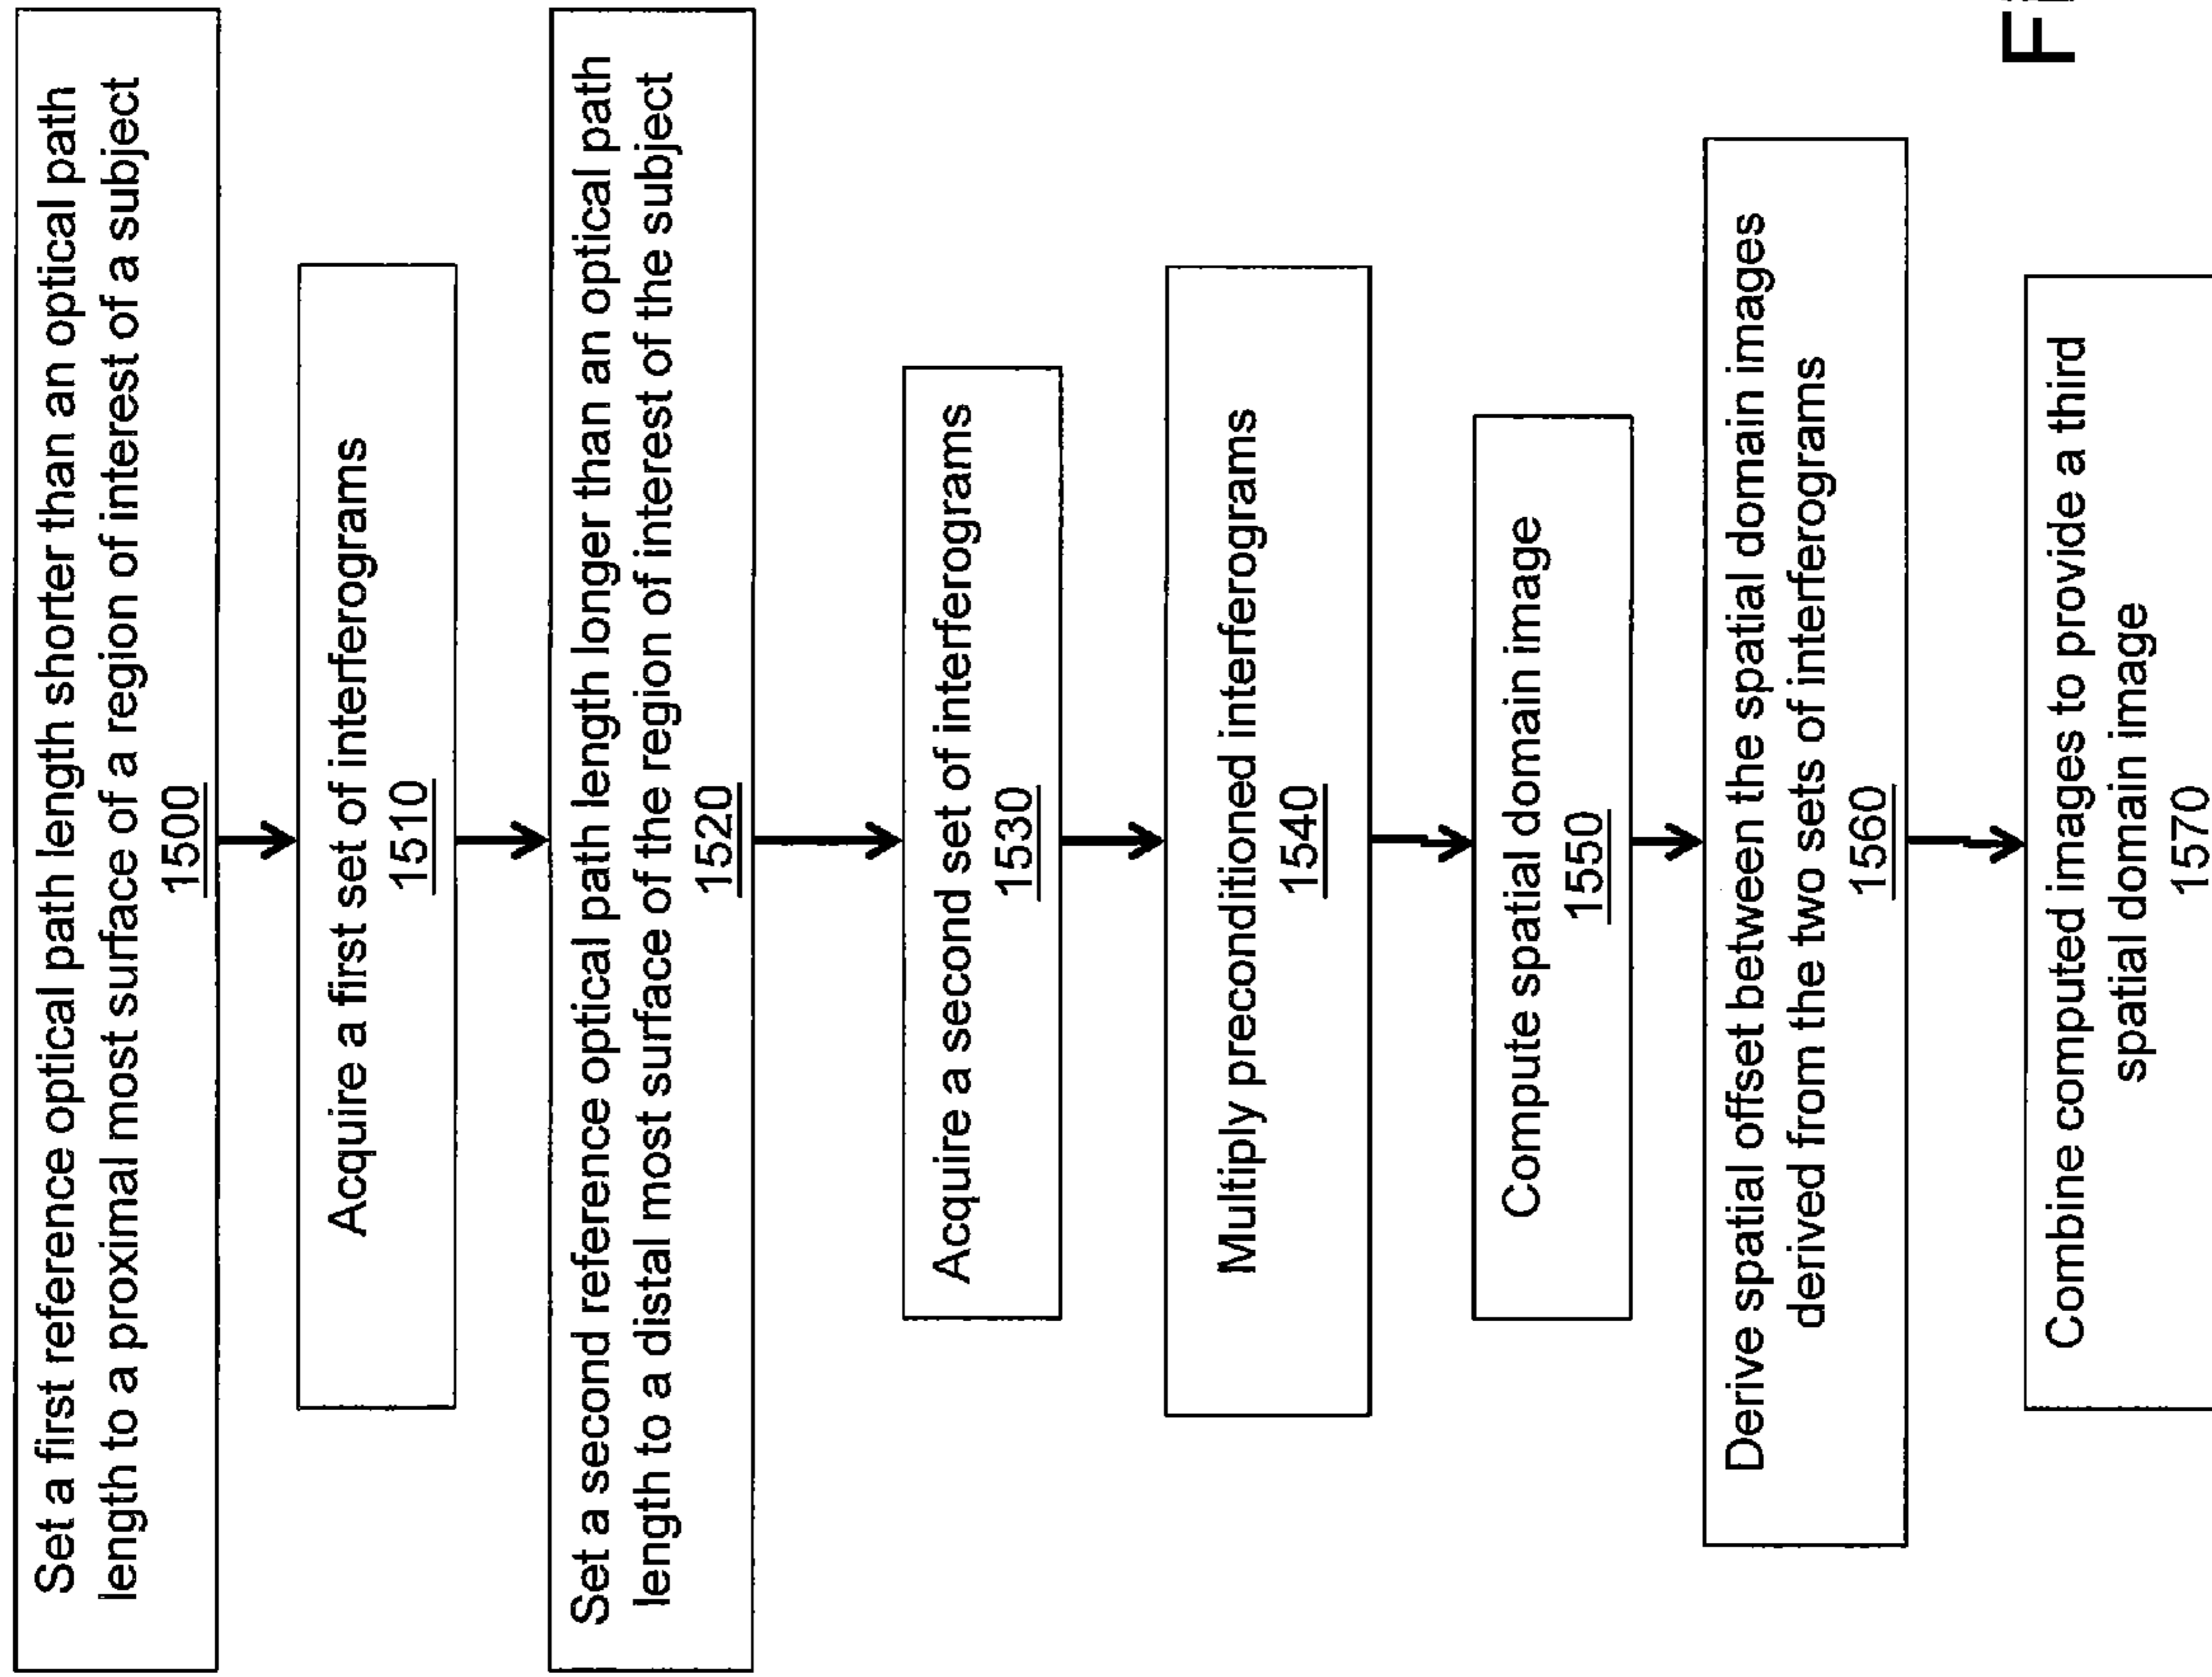 Set a first reference optical path length shorter than an optical path
length to a proximal most surface of a region of interest of a subject
1500
Acquire a first set of interferograms
1510
Set a second reference optical path length longer than an optical path
length to a distal most surface of the region of interest of the subject
1520
Acquire a second set of interferograms
1530
Multiply preconditioned interferograms
1540
Compute spatial domain image
1550
Derive spatial offset between the spatial domain images
derived from the two sets of interferograms
1560
Combine computed images to provide a third
spatial domain image
1570